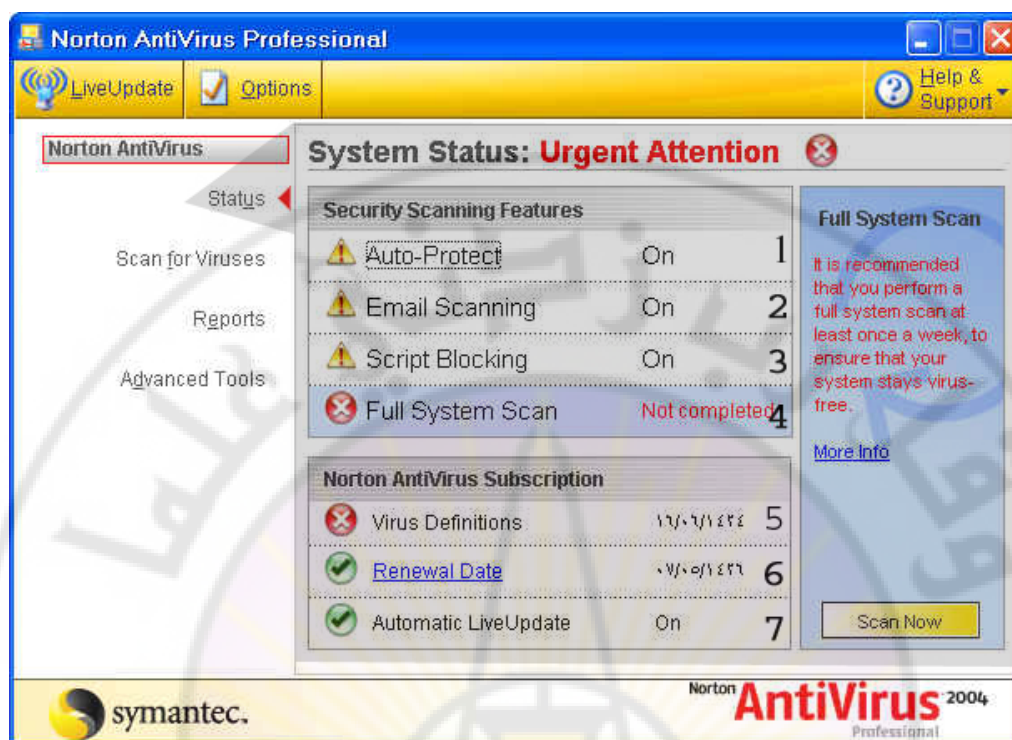 Norton AntiVirus Professional
LiveUpdate Options Help & Support
Norton AntiVirus
Status
Scan for Viruses
Reports
Advanced Tools
System Status: Urgent Attention
Security Scanning Features
Auto-Protect On 1
Email Scanning On 2
Script Blocking On 3
Full System Scan Not completed 4
Norton AntiVirus Subscription
Virus Definitions ١٦/٠٦/١٤٢٤ 5
Renewal Date ٠٧/٠٥/١٤٢٦ 6
Automatic LiveUpdate On 7
Full System Scan
It is recommended
that you perform a
full system scan at
least once a week, to
ensure that your
system stays virus-
free.
More Info
Scan Now
symantec.
Norton AntiVirus 2004
Professional